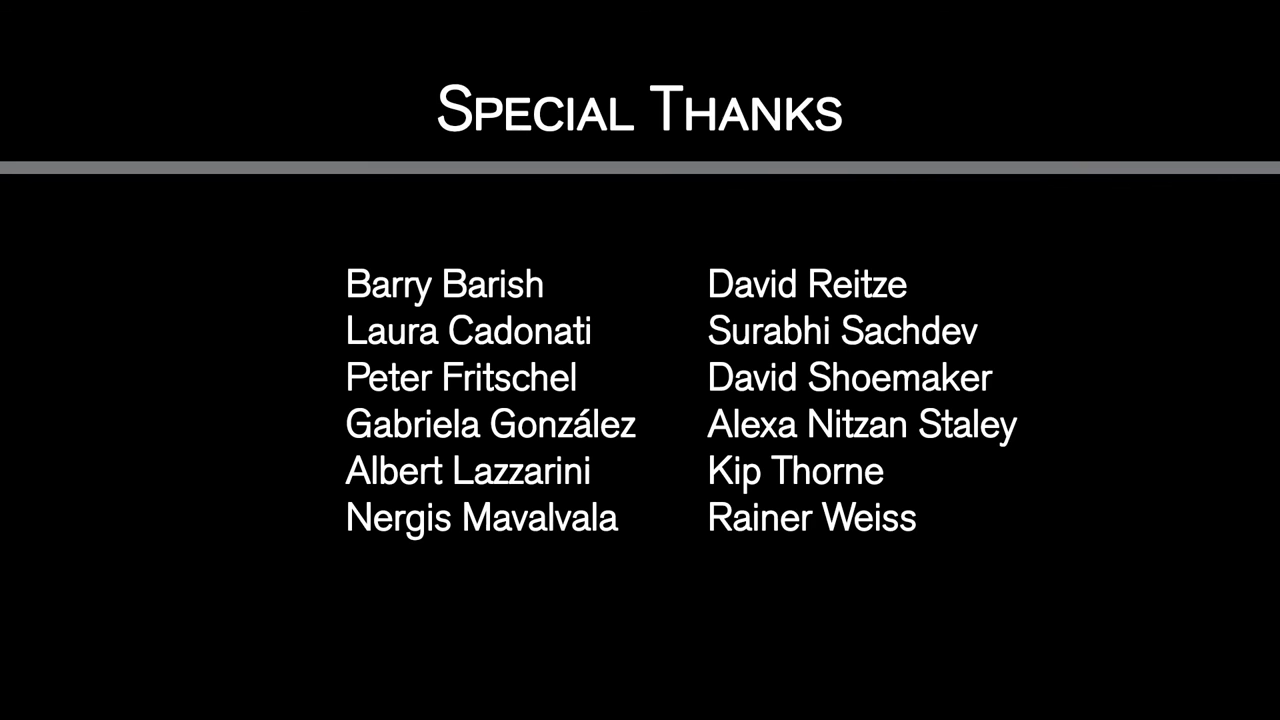 Special Thanks
Barry Barish
Laura Cadonati
Peter Fritschel
Gabriela González
Albert Lazzarini
Nergis Mavalvala
David Reitze
Surabhi Sachdev
David Shoemaker
Alexa Nitzan Staley
Kip Thorne
Rainer Weiss